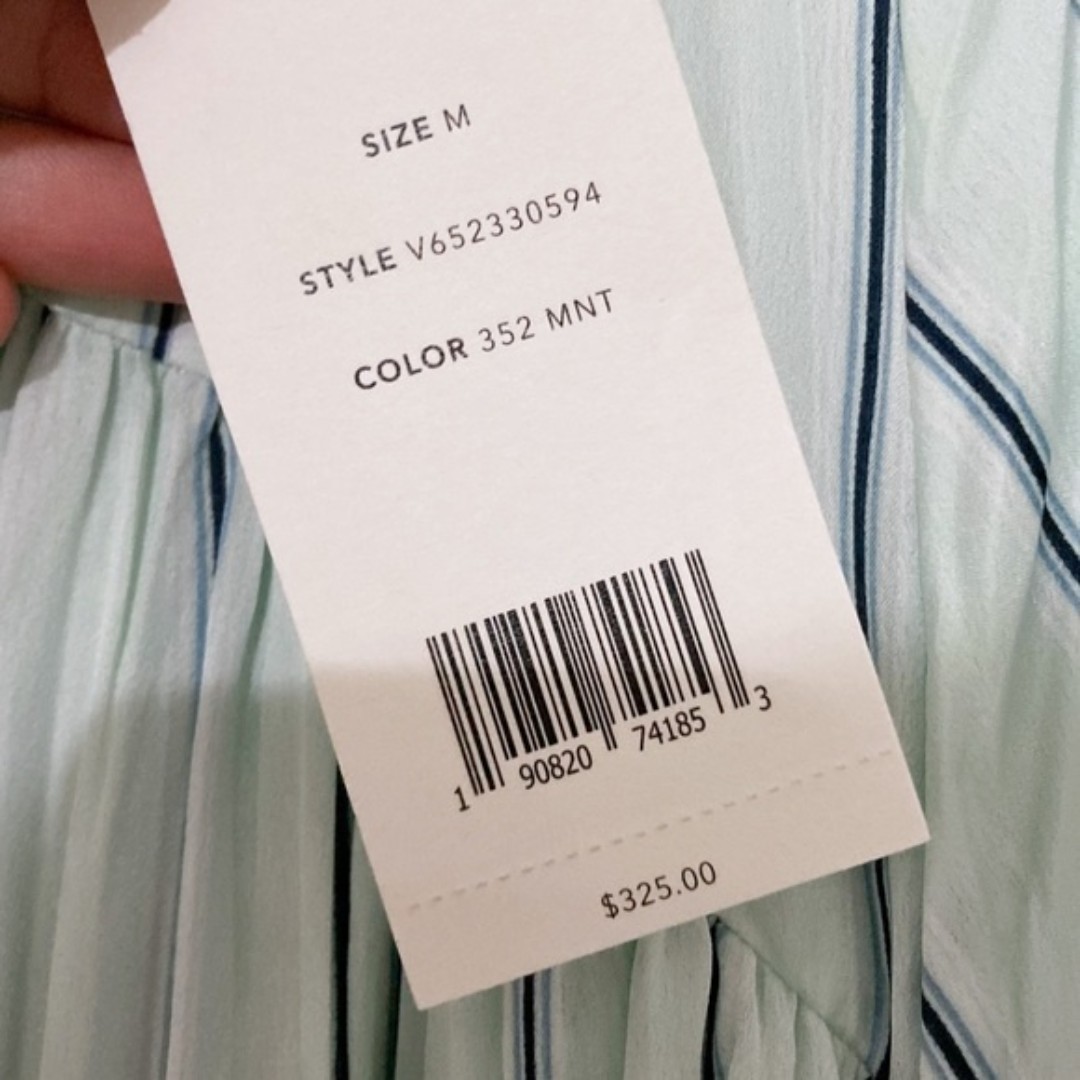 SIZE M
STYLE V652330594
COLOR 352 MNT
1 90820 74185 3
$325.00